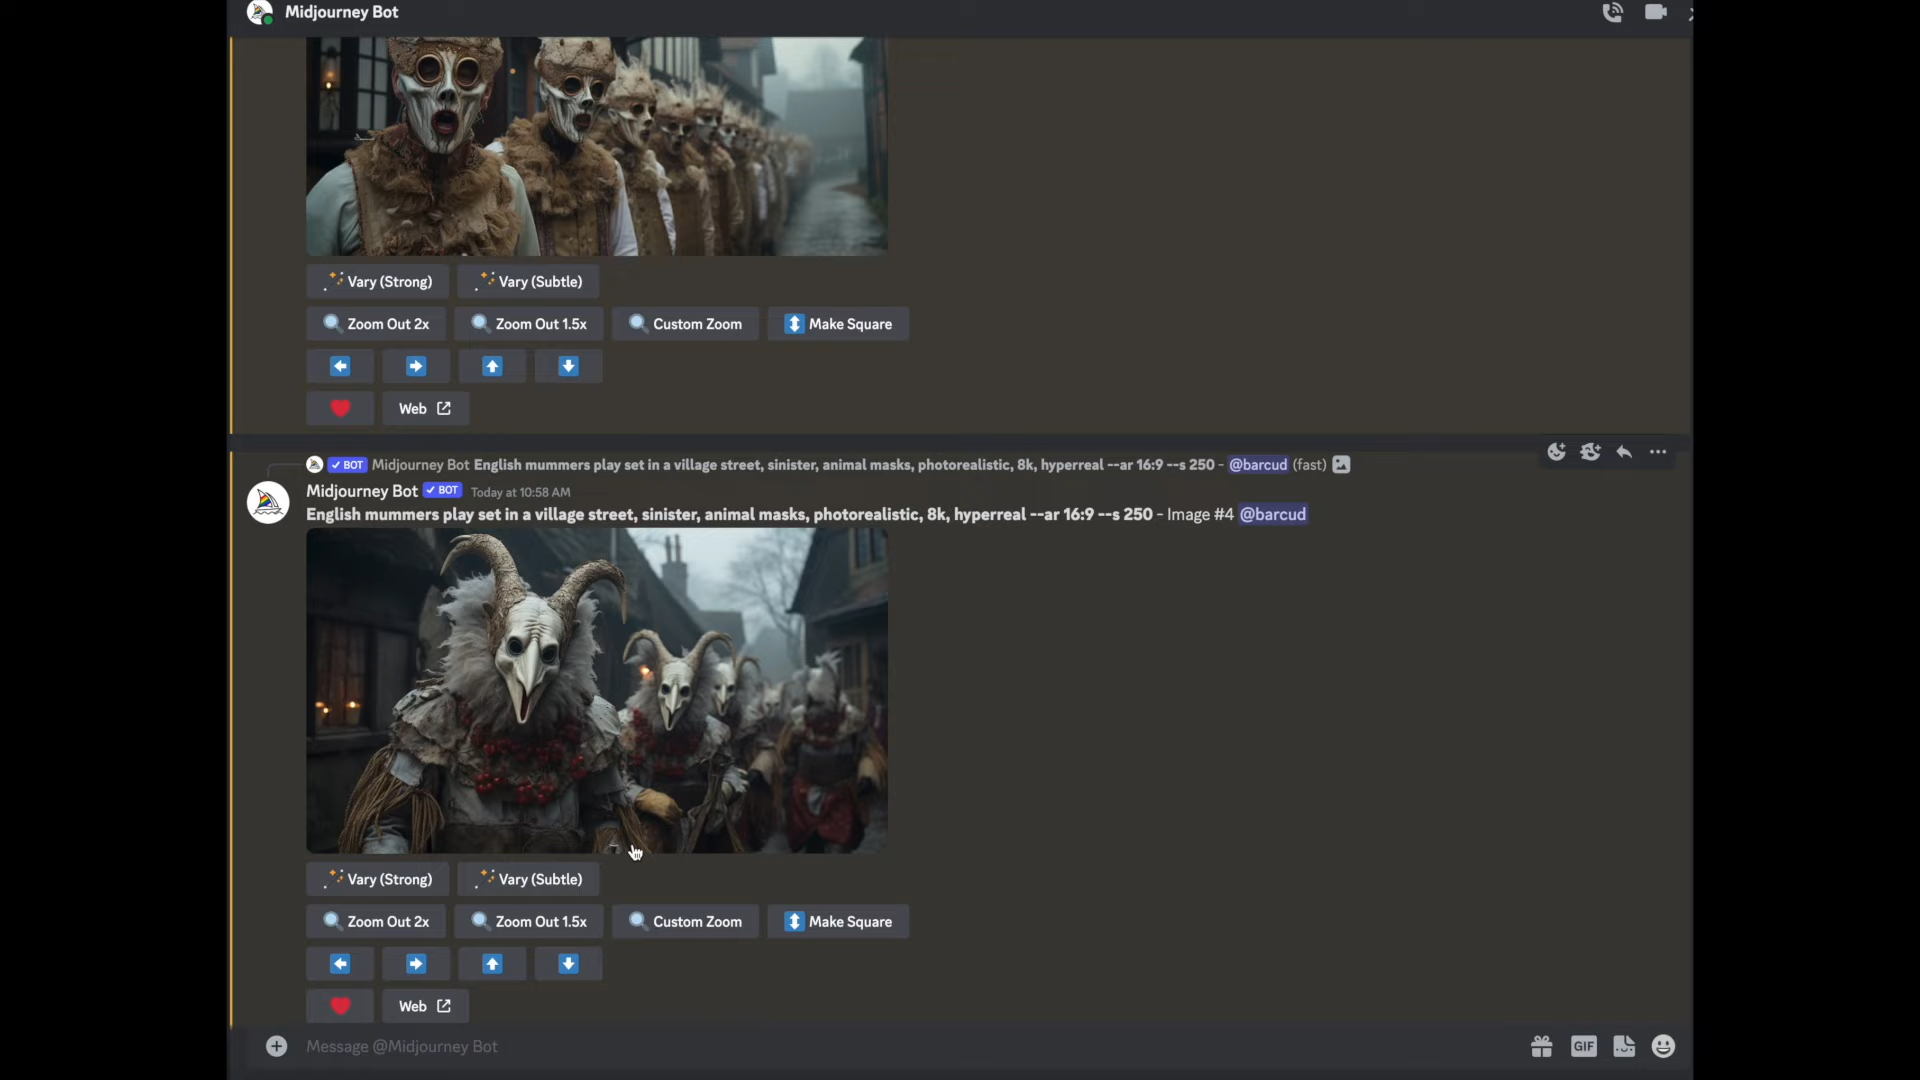 Midjourney Bot
Vary (Strong) Vary (Subtle)
Zoom Out 2x Zoom Out 1.5x Custom Zoom Make Square
Web
BOT Midjourney Bot English mummers play set in a village street, sinister, animal masks, photorealistic, 8k, hyperreal --ar 16:9 --s 250 - @barcud (fast)
Midjourney Bot BOT Today at 10:58 AM
English mummers play set in a village street, sinister, animal masks, photorealistic, 8k, hyperreal --ar 16:9 --s 250 - Image #4 @barcud
Vary (Strong) Vary (Subtle)
Zoom Out 2x Zoom Out 1.5x Custom Zoom Make Square
Web
Message @Midjourney Bot GIF